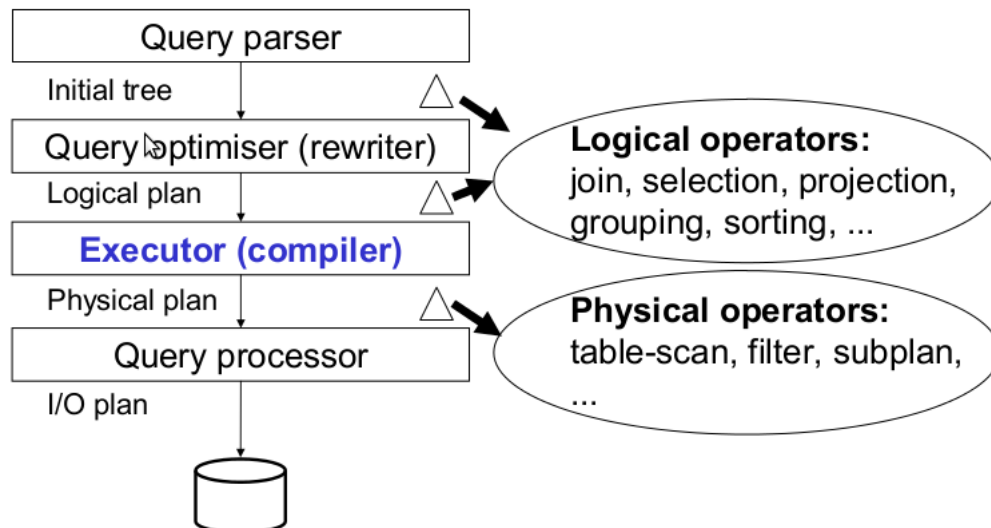 Query parser
Initial tree
Query optimiser (rewriter)
Logical plan
Executor (compiler)
Physical plan
Query processor
I/O plan
Logical operators:
join, selection, projection,
grouping, sorting, ...
Physical operators:
table-scan, filter, subplan,
...